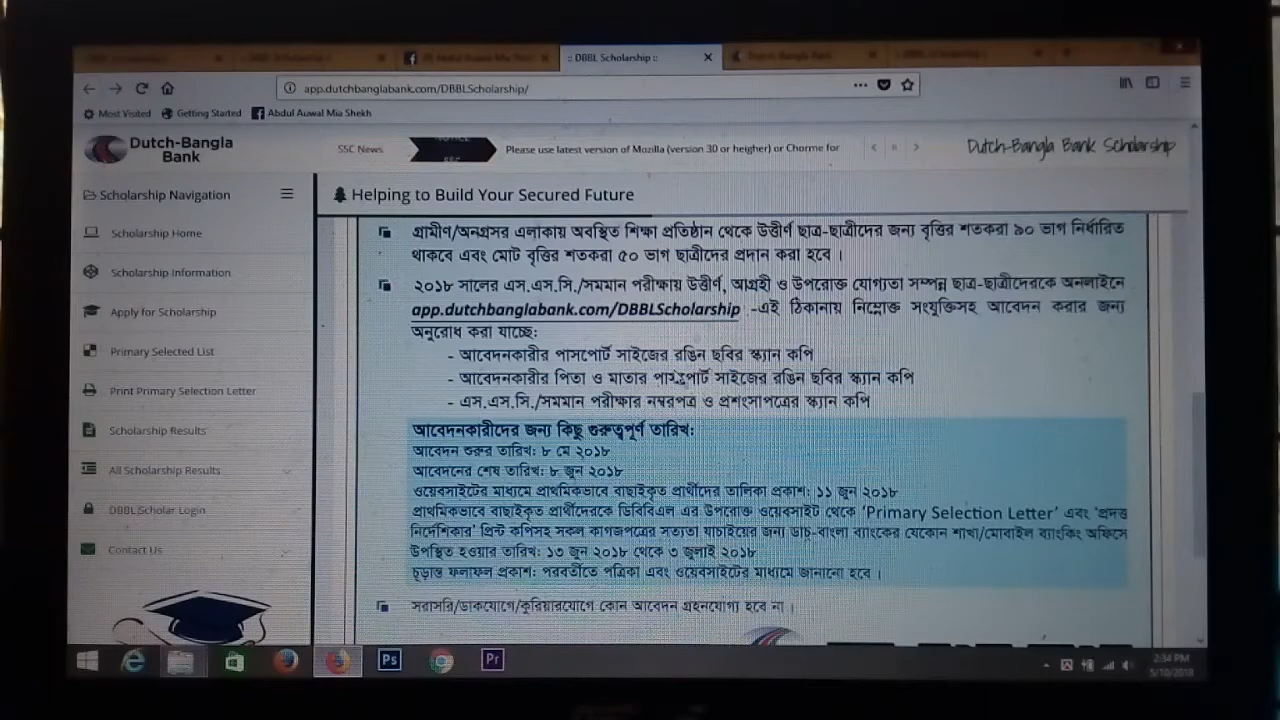 :: DBBL Scholarship ::
app.dutchbanglabank.com/DBBLScholarship/
Most Visited Getting Started Abdul Auwal Mia Shekh
Dutch-Bangla
Bank
SSC News
Please use latest version of Mozilla (version 30 or heigher) or Chorme for
Dutch-Bangla Bank Scholarship
Scholarship Navigation
Helping to Build Your Secured Future
Scholarship Home
Scholarship Information
Apply for Scholarship
Primary Selected List
Print Primary Selection Letter
Scholarship Results
All Scholarship Results
DBBL Scholar Login
Contact Us
গ্রামীণ/অনগ্রসর এলাকায় অবস্থিত শিক্ষা প্রতিষ্ঠান থেকে উত্তীর্ণ ছাত্র-ছাত্রীদের জন্য বৃত্তির শতকরা ৯০ ভাগ নির্ধারিত
থাকবে এবং মোট বৃত্তির শতকরা ৫০ ভাগ ছাত্রীদের প্রদান করা হবে।
২০১৮ সালের এস.এস.সি./সমমান পরীক্ষায় উত্তীর্ণ, আগ্রহী ও উপরোক্ত যোগ্যতা সম্পন্ন ছাত্র-ছাত্রীদেরকে অনলাইনে
app.dutchbanglabank.com/DBBLScholarship -এই ঠিকানায় নিম্নোক্ত সংযুক্তিসহ আবেদন করার জন্য
অনুরোধ করা যাচ্ছে:
- আবেদনকারীর পাসপোর্ট সাইজের রঙিন ছবির স্ক্যান কপি
- আবেদনকারীর পিতা ও মাতার পাসপোর্ট সাইজের রঙিন ছবির স্ক্যান কপি
- এস.এস.সি./সমমান পরীক্ষার নম্বরপত্র ও প্রশংসাপত্রের স্ক্যান কপি
আবেদনকারীদের জন্য কিছু গুরুত্বপূর্ণ তারিখ:
আবেদন শুরুর তারিখ: ৮ মে ২০১৮
আবেদনের শেষ তারিখ: ৮ জুন ২০১৮
ওয়েবসাইটের মাধ্যমে প্রাথমিকভাবে বাছাইকৃত প্রার্থীদের তালিকা প্রকাশ: ১১ জুন ২০১৮
প্রাথমিকভাবে বাছাইকৃত প্রার্থীদেরকে ডিবিবিএল এর উপরোক্ত ওয়েবসাইট থেকে 'Primary Selection Letter' এবং 'প্রদত্ত
নির্দেশিকার' প্রিন্ট কপিসহ সকল কাগজপত্রের সত্যতা যাচাইয়ের জন্য ডাচ্-বাংলা ব্যাংকের যেকোন শাখা/মোবাইল ব্যাংকিং অফিসে
উপস্থিত হওয়ার তারিখ: ১৩ জুন ২০১৮ থেকে ৩ জুলাই ২০১৮
চূড়ান্ত ফলাফল প্রকাশ: পরবর্তীতে পত্রিকা এবং ওয়েবসাইটের মাধ্যমে জানানো হবে।
সরাসরি/ডাকযোগে/কুরিয়ারযোগে কোন আবেদন গ্রহনযোগ্য হবে না।
Ps
Pr
2:34 PM
5/10/2018